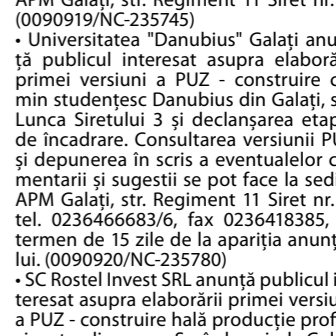 APM Galați, str. Regiment 11 Siret nr.
(0090919/NC-235745)
• Universitatea "Danubius" Galați anu
ță publicul interesat asupra elaboră
primei versiuni a PUZ - construire c
min studențesc Danubius din Galați, s
Lunca Siretului 3 și declanșarea etap
de încadrare. Consultarea versiunii PU
și depunerea în scris a eventualelor c
mentarii și sugestii se pot face la sedi
APM Galați, str. Regiment 11 Siret nr.
tel. 0236466683/6, fax 0236418385,
termen de 15 zile de la apariția anunț
lui. (0090920/NC-235780)
• SC Rostel Invest SRL anunță publicul i
teresat asupra elaborării primei versiu
a PUZ - construire hală producție prof